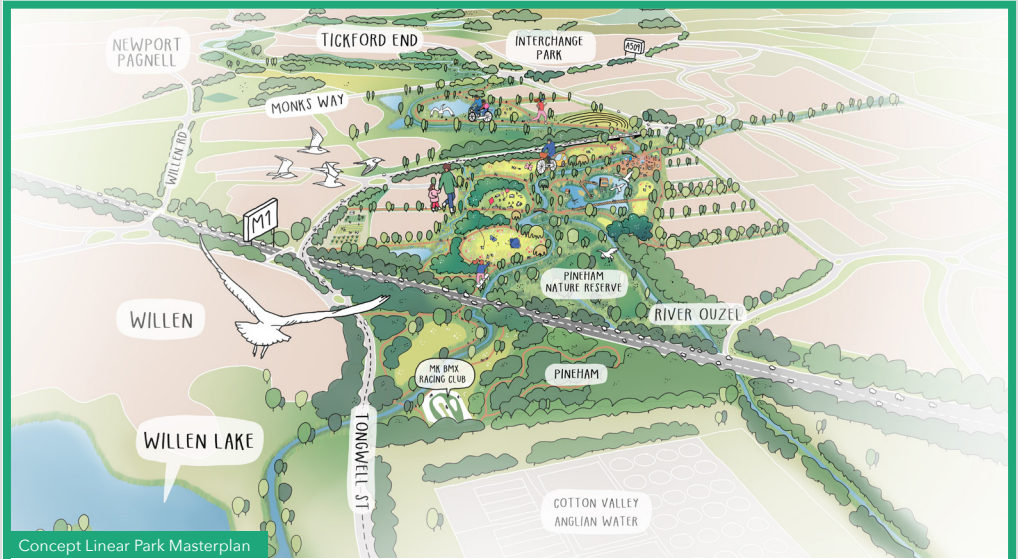 NEWPORT
PAGNELL
TICKFORD END
INTERCHANGE
PARK
A509
MONKS WAY
WILLEN RD
M1
PINEHAM
NATURE RESERVE
RIVER OUZEL
WILLEN
MK BMX
RACING CLUB
PINEHAM
WILLEN LAKE
TONGWELL ST
COTTON VALLEY
ANGLIAN WATER
Concept Linear Park Masterplan